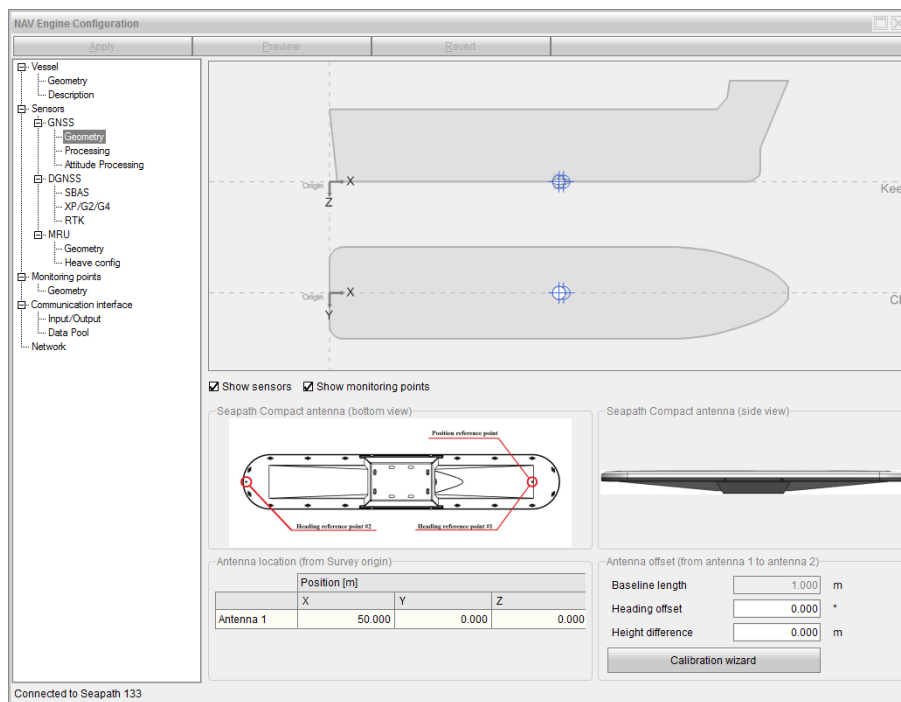 NAV Engine Configuration
Apply Preview Revert
Vessel
Geometry
Description
Sensors
GNSS
Geometry
Processing
Attitude Processing
DGNSS
SBAS
XP/G2/G4
RTK
MRU
Geometry
Heave config
Monitoring points
Geometry
Communication interface
Input/Output
Data Pool
Network
Origin X
Z
Kee
Origin X
Y
Cl
Show sensors Show monitoring points
Seapath Compact antenna (bottom view)
Position reference point
Heading reference point #2 Heading reference point #1
Seapath Compact antenna (side view)
Antenna location (from Survey origin)
Position [m]
X Y Z
Antenna 1 50.000 0.000 0.000
Antenna offset (from antenna 1 to antenna 2)
Baseline length 1.000 m
Heading offset 0.000 °
Height difference 0.000 m
Calibration wizard
Connected to Seapath 133